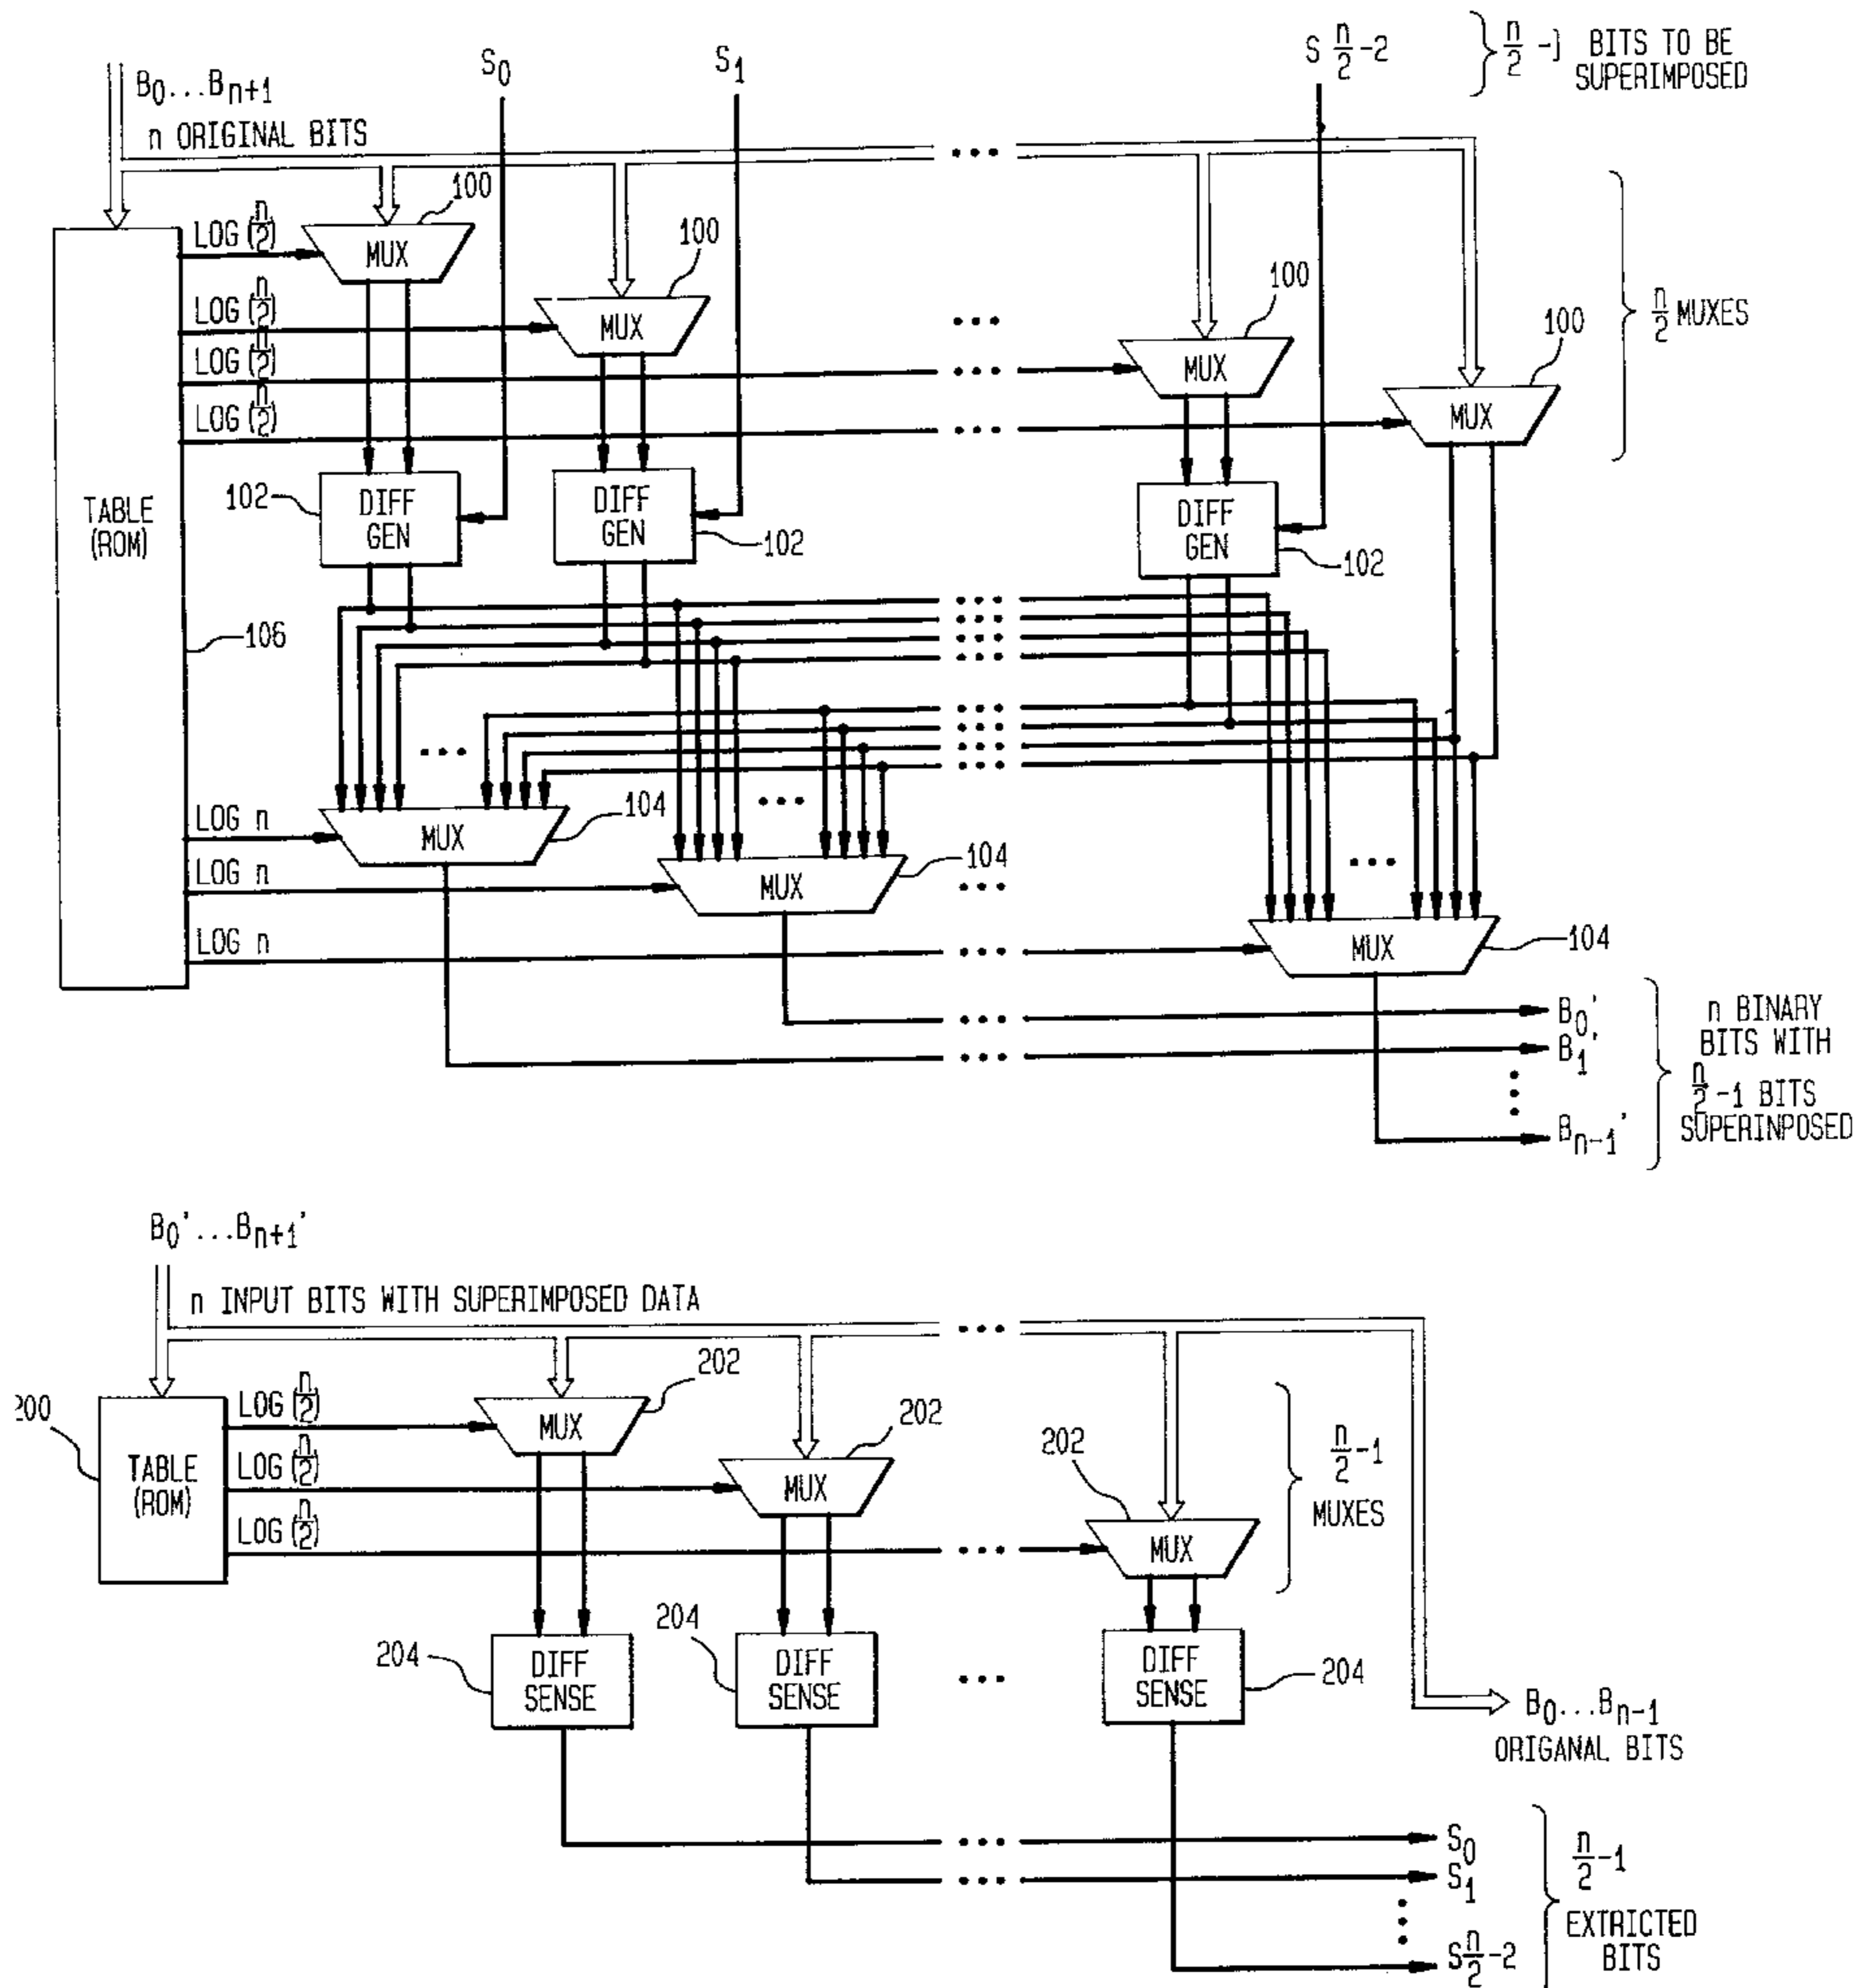 S0
S1
S n/2 -2
n/2 -1 BITS TO BE
SUPERIMPOSED
B0...Bn+1
n ORIGINAL BITS
LOG (n/2)
MUX
100
LOG (n/2)
MUX
100
LOG (n/2)
MUX
100
LOG (n/2)
MUX
100
n/2 MUXES
TABLE
(ROM)
106
102
DIFF
GEN
DIFF
GEN
102
DIFF
GEN
102
LOG n
MUX
104
LOG n
MUX
104
LOG n
MUX
104
B0'
B1'
Bn-1'
n BINARY
BITS WITH
n/2 -1 BITS
SUPERINPOSED
B0'...Bn+1'
n INPUT BITS WITH SUPERIMPOSED DATA
200
TABLE
(ROM)
LOG (n/2)
MUX
202
LOG (n/2)
MUX
202
LOG (n/2)
MUX
202
n/2 -1
MUXES
204
DIFF
SENSE
204
DIFF
SENSE
DIFF
SENSE
204
B0...Bn-1
ORIGANAL BITS
S0
S1
S n/2 -2
n/2 -1
EXTRICTED
BITS